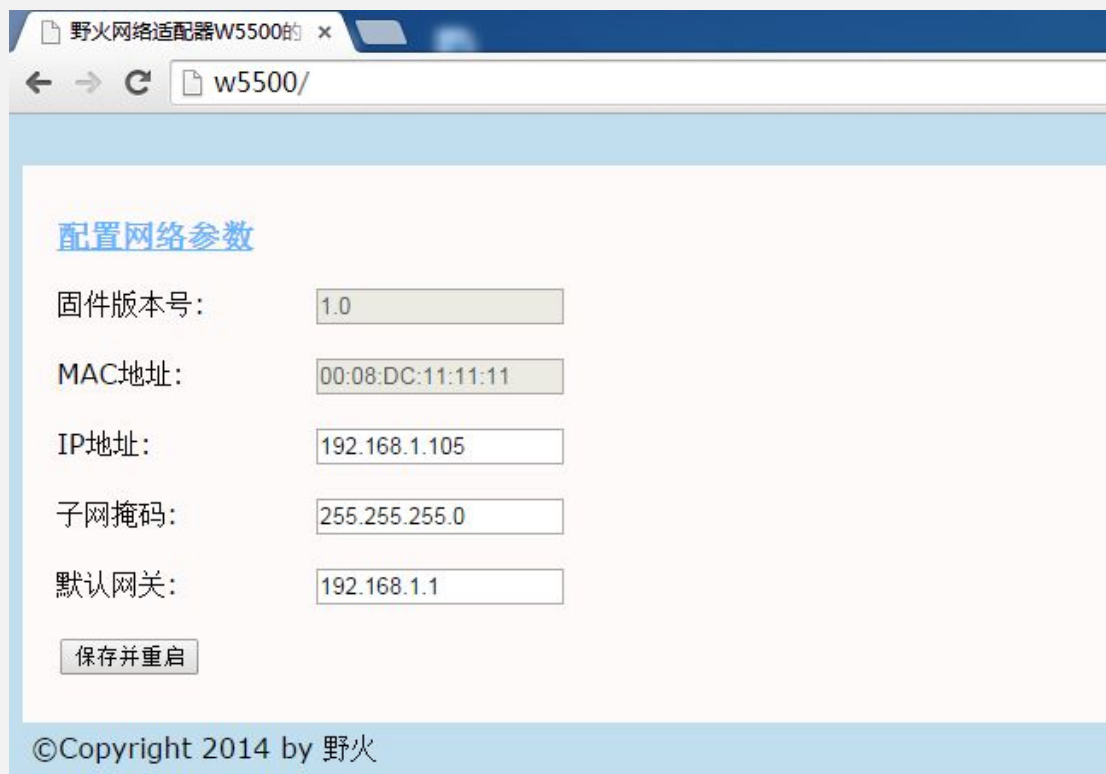 野火网络适配器W5500的
w5500/
配置网络参数
固件版本号: 1.0
MAC地址: 00:08:DC:11:11:11
IP地址: 192.168.1.105
子网掩码: 255.255.255.0
默认网关: 192.168.1.1
保存并重启
©Copyright 2014 by 野火